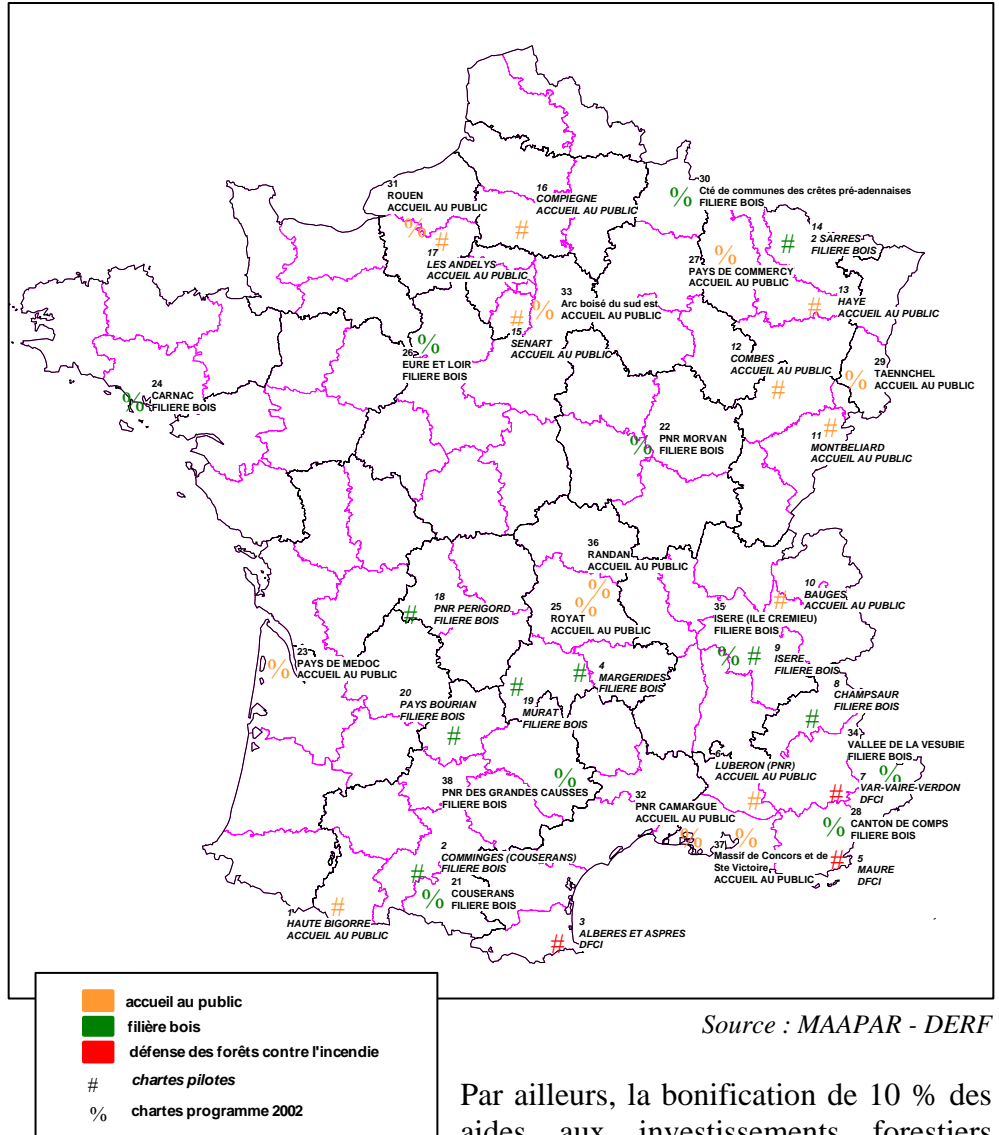 31
ROUEN
ACCUEIL AU PUBLIC
%
#
17
LES ANDELYS
ACCUEIL AU PUBLIC
16
COMPIEGNE
ACCUEIL AU PUBLIC
#
30
Cté de communes des crêtes pré-adennaises
FILIERE BOIS
%
14
2 SARRES
FILIERE BOIS
#
27
PAYS DE COMMERCY
ACCUEIL AU PUBLIC
%
13
HAYE
ACCUEIL AU PUBLIC
#
33
Arc boisé du sud est
ACCUEIL AU PUBLIC
%
#
15
SENART
ACCUEIL AU PUBLIC
%
26
EURE ET LOIR
FILIERE BOIS
12
COMBES
ACCUEIL AU PUBLIC
#
29
TAENNCHEL
ACCUEIL AU PUBLIC
%
24
CARNAC
FILIERE BOIS
%
22
PNR MORVAN
FILIERE BOIS
%
#
11
MONTBELIARD
ACCUEIL AU PUBLIC
36
RANDAN
ACCUEIL AU PUBLIC
%
%
25
ROYAT
ACCUEIL AU PUBLIC
#
18
PNR PERIGORD
FILIERE BOIS
#
10
BAUGES
ACCUEIL AU PUBLIC
35
ISERE (ILE CREMIEU)
FILIERE BOIS
% #
9
ISERE
FILIERE BOIS
23
PAYS DE MEDOC
ACCUEIL AU PUBLIC
%
#
4
MARGERIDES
FILIERE BOIS
#
19
MURAT
FILIERE BOIS
20
PAYS BOURIAN
FILIERE BOIS
#
8
CHAMPSAUR
FILIERE BOIS
#
34
VALLEE DE LA VESUBIE
FILIERE BOIS
%
6
LUBERON (PNR)
ACCUEIL AU PUBLIC
#
7
VAR-VAIRE-VERDON
DFCI
#
%
38
PNR DES GRANDES CAUSSES
FILIERE BOIS
32
PNR CAMARGUE
ACCUEIL AU PUBLIC
%
28
CANTON DE COMPS
FILIERE BOIS
%
%
37
Massif de Concors et de
Ste Victoire
ACCUEIL AU PUBLIC
#
5
MAURE
DFCI
2
COMMINGES (COUSERANS)
FILIERE BOIS
#
21
COUSERANS
FILIERE BOIS
%
#
1
HAUTE BIGORRE
ACCUEIL AU PUBLIC
#
3
ALBERES ET ASPRES
DFCI
accueil au public
filière bois
défense des forêts contre l'incendie
# chartes pilotes
% chartes programme 2002
Source : MAAPAR - DERF
Par ailleurs, la bonification de 10 % des
aides aux investissements forestiers